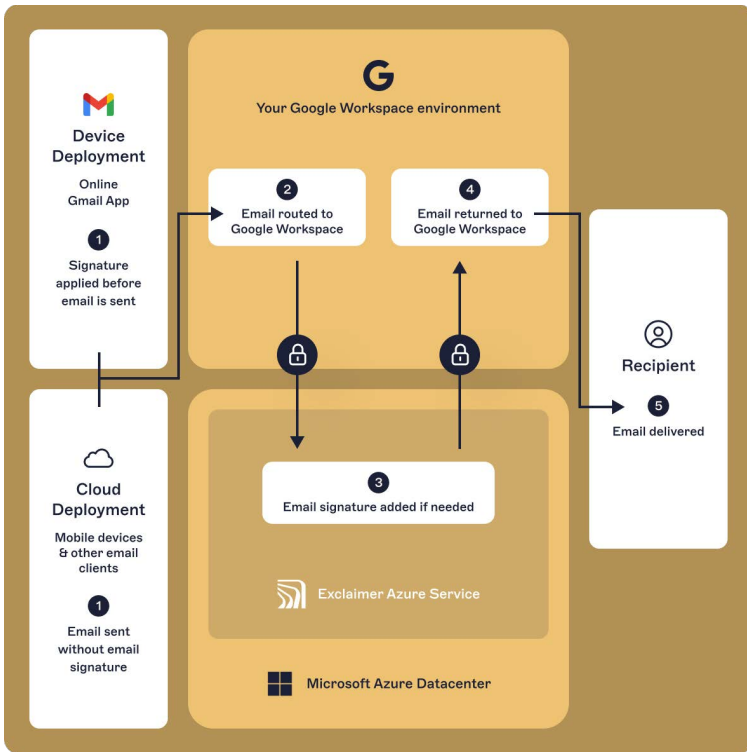 Device
Deployment
Online
Gmail App
1
Signature
applied before
email is sent
Cloud
Deployment
Mobile devices
& other email
clients
1
Email sent
without email
signature
Your Google Workspace environment
2
Email routed to
Google Workspace
4
Email returned to
Google Workspace
3
Email signature added if needed
Exclaimer Azure Service
Microsoft Azure Datacenter
Recipient
5
Email delivered